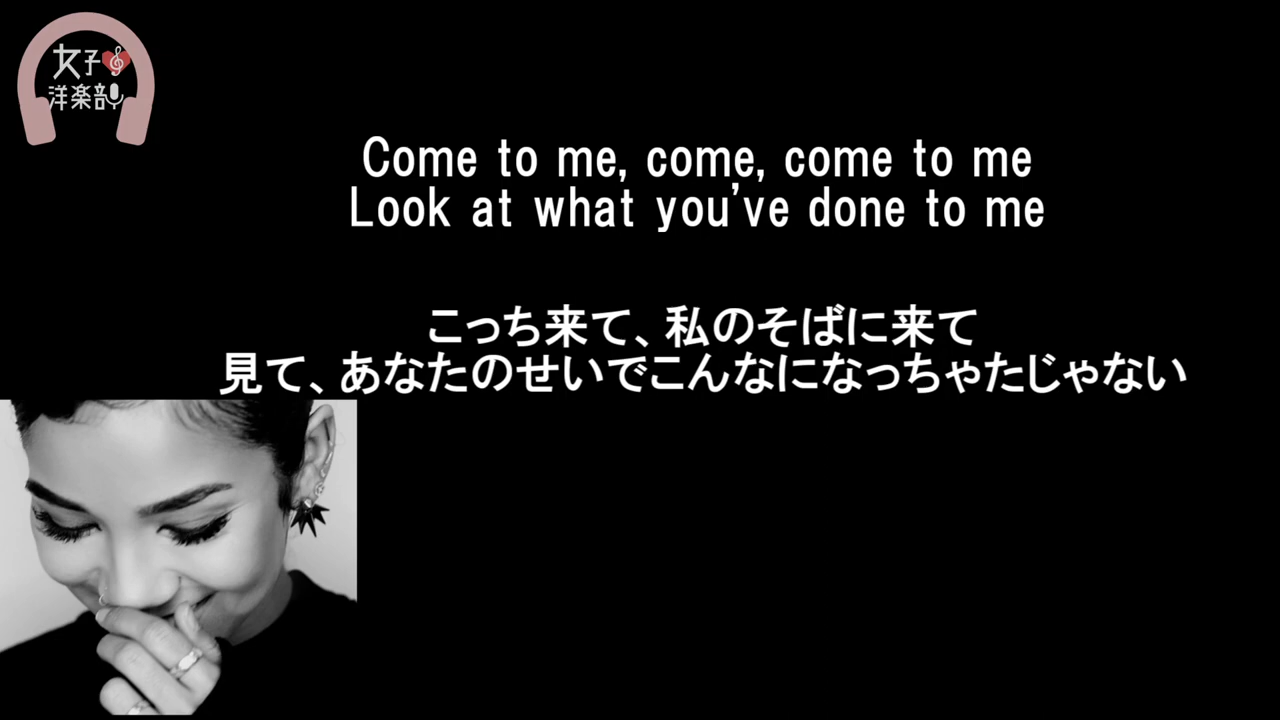 女子
洋楽部
Come to me, come, come to me
Look at what you've done to me
こっち来て、私のそばに来て
見て、あなたのせいでこんなになっちゃたじゃない